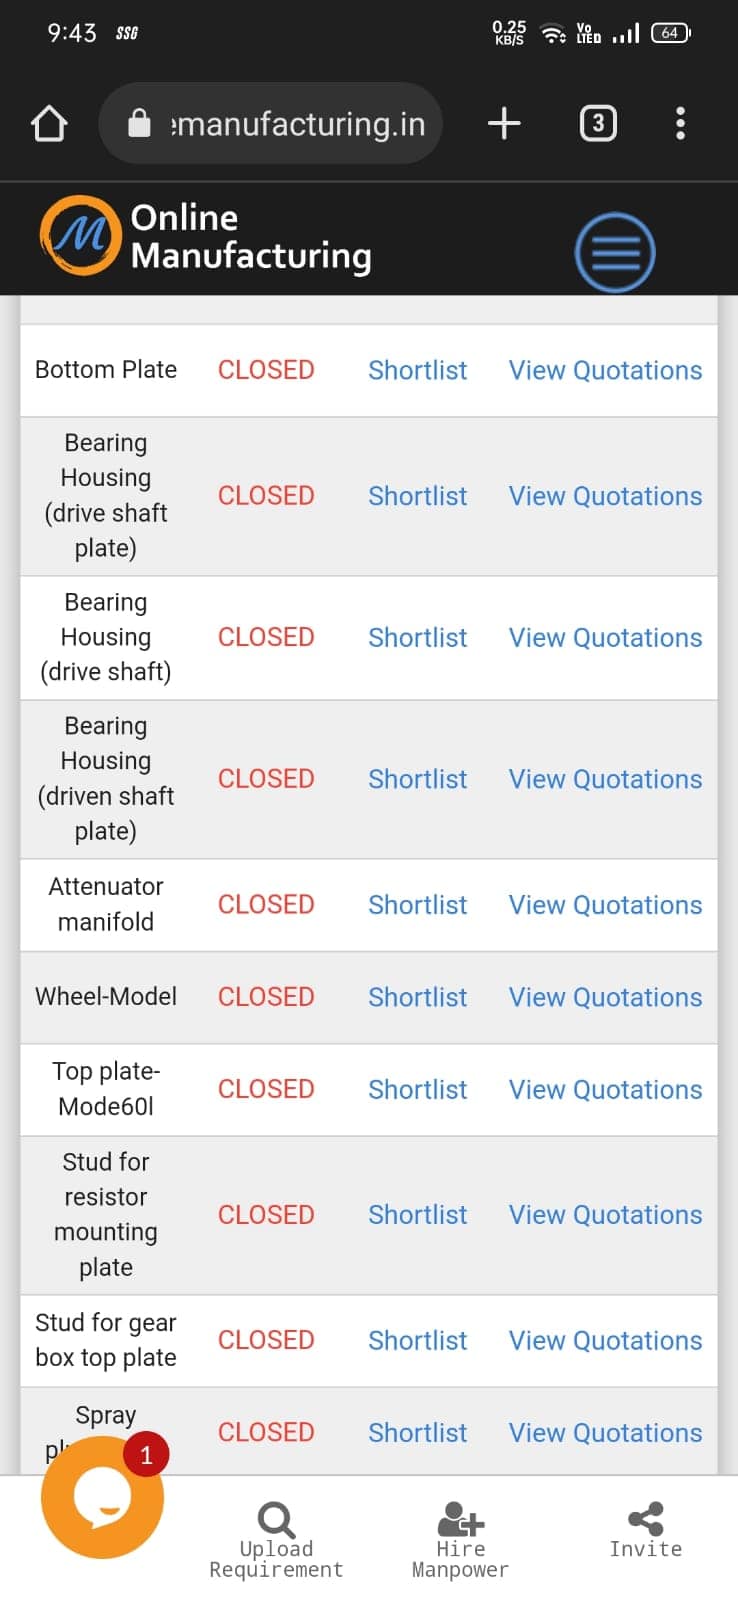 9:43 SSG 0.25 KB/S Vo LTED 64
emanufacturing.in + 3
M Online
Manufacturing
Bottom Plate CLOSED Shortlist View Quotations
Bearing
Housing
(drive shaft
plate) CLOSED Shortlist View Quotations
Bearing
Housing
(drive shaft) CLOSED Shortlist View Quotations
Bearing
Housing
(driven shaft
plate) CLOSED Shortlist View Quotations
Attenuator
manifold CLOSED Shortlist View Quotations
Wheel-Model CLOSED Shortlist View Quotations
Top plate-
Mode60l CLOSED Shortlist View Quotations
Stud for
resistor
mounting
plate CLOSED Shortlist View Quotations
Stud for gear
box top plate CLOSED Shortlist View Quotations
Spray CLOSED Shortlist View Quotations
1
Upload
Requirement
Hire
Manpower
Invite